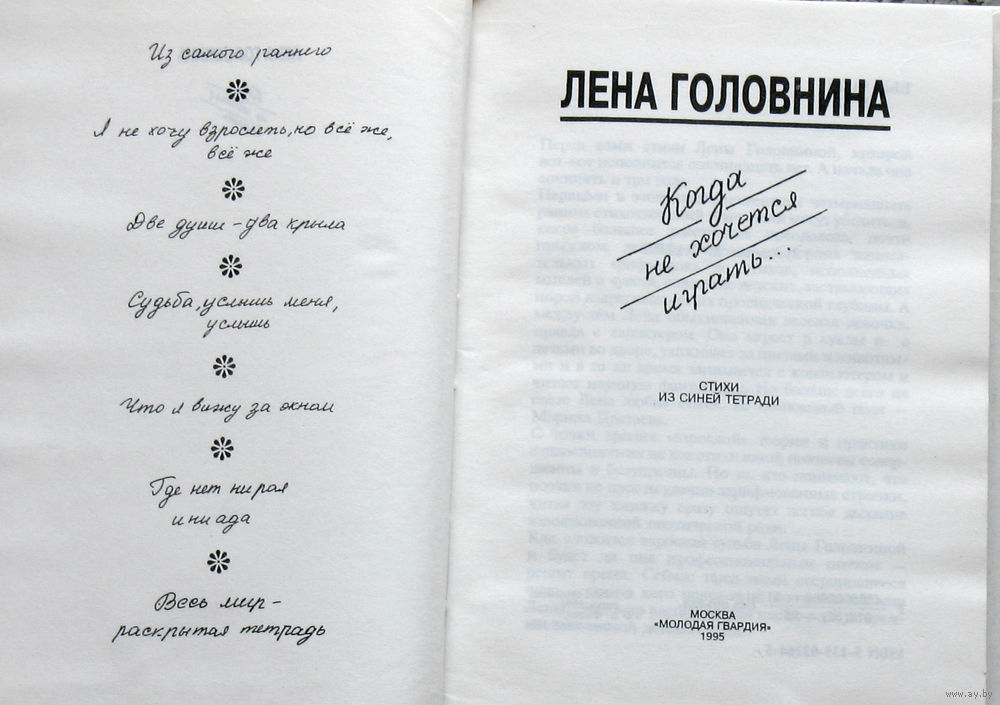 Из самого раннего
Я не хочу взрослеть, но всё же,
всё же
Две души – два крыла
Судьба, услышь меня,
услышь
Что я вижу за окном
Где нет ни рая
и ни ада
Весь мир –
раскрытая тетрадь
ЛЕНА ГОЛОВНИНА
Когда
не хочется
играть...
СТИХИ
ИЗ СИНЕЙ ТЕТРАДИ
МОСКВА
«МОЛОДАЯ ГВАРДИЯ»
1995
www.ay.by